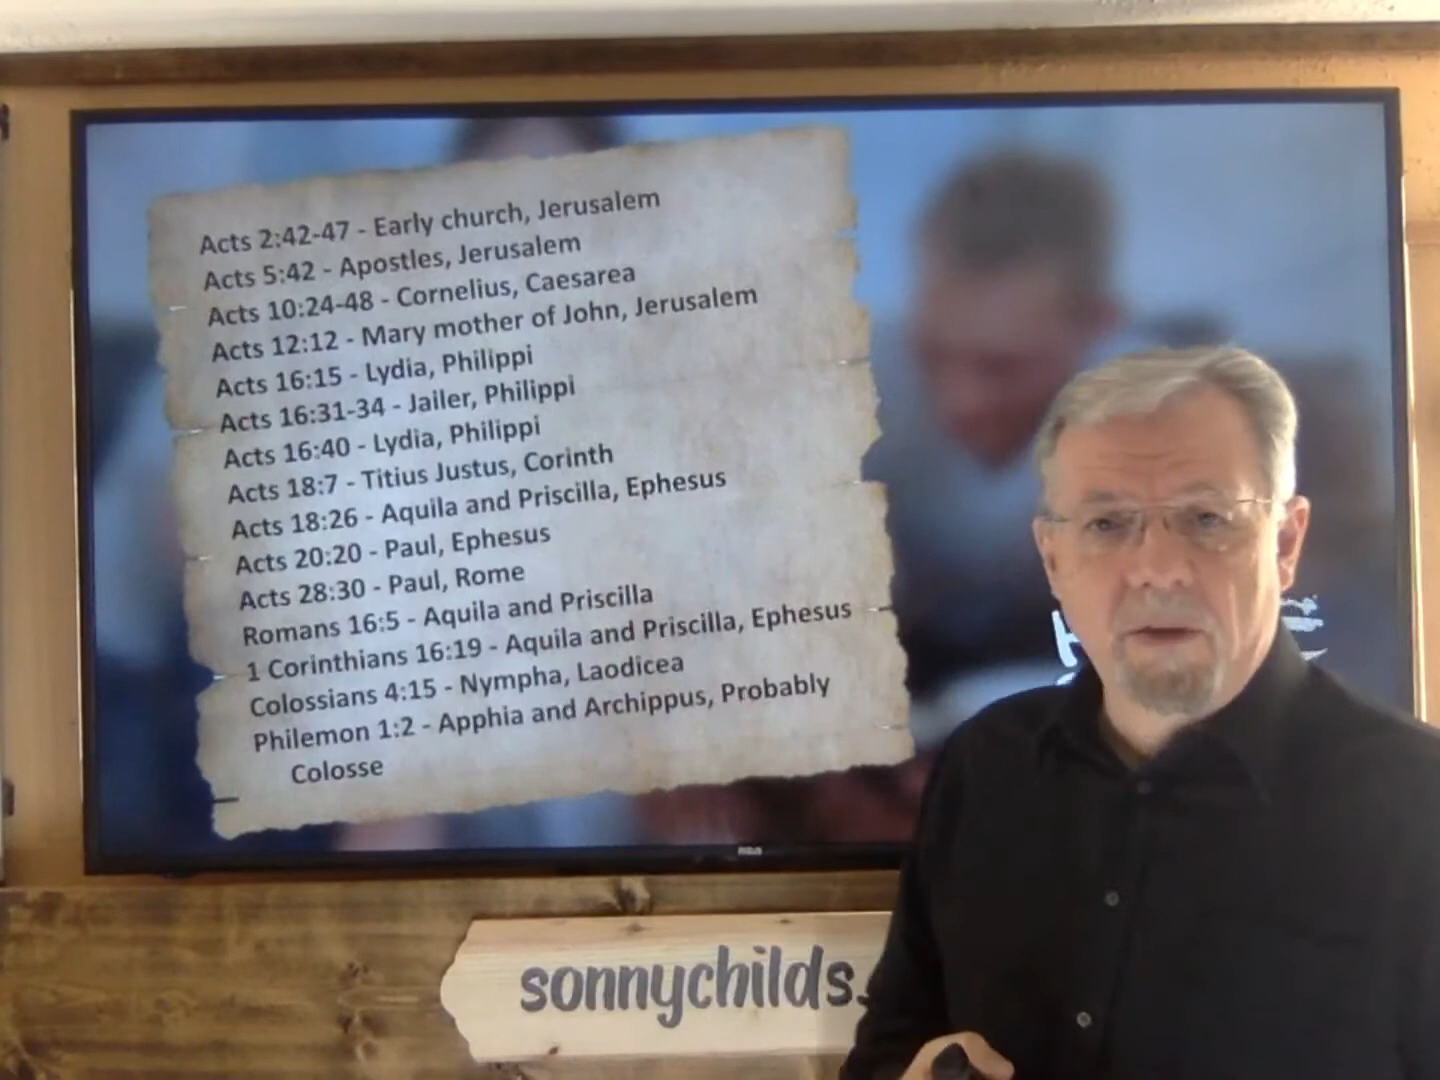 Acts 2:42-47 - Early church, Jerusalem
Acts 5:42 - Apostles, Jerusalem
Acts 10:24-48 - Cornelius, Caesarea
Acts 12:12 - Mary mother of John, Jerusalem
Acts 16:15 - Lydia, Philippi
Acts 16:31-34 - Jailer, Philippi
Acts 16:40 - Lydia, Philippi
Acts 18:7 - Titius Justus, Corinth
Acts 18:26 - Aquila and Priscilla, Ephesus
Acts 20:20 - Paul, Ephesus
Acts 28:30 - Paul, Rome
Romans 16:5 - Aquila and Priscilla
1 Corinthians 16:19 - Aquila and Priscilla, Ephesus
Colossians 4:15 - Nympha, Laodicea
Philemon 1:2 - Apphia and Archippus, Probably
Colosse
RCA
sonnychilds.